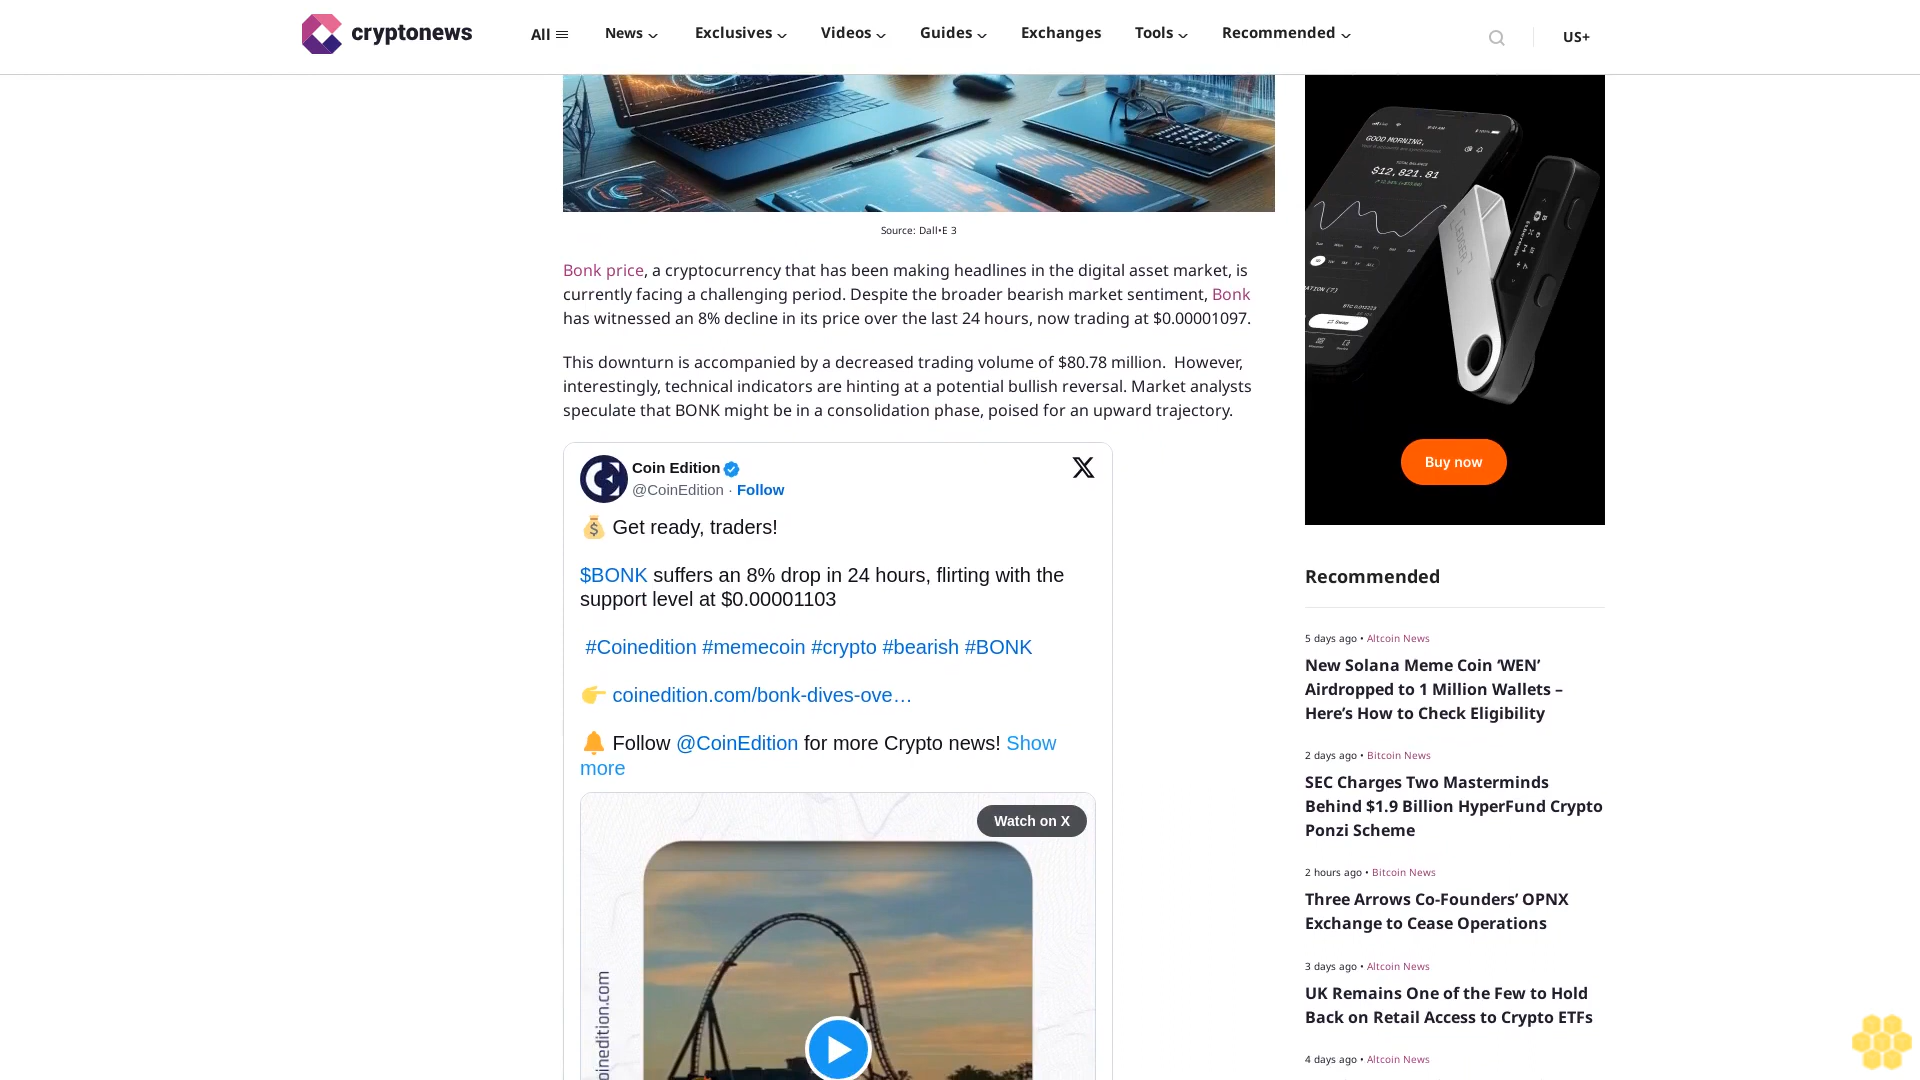 cryptonews
All
News
Exclusives
Videos
Guides
Exchanges
Tools
Recommended
US+
Source: Dall•E 3
Bonk price, a cryptocurrency that has been making headlines in the digital asset market, is
currently facing a challenging period. Despite the broader bearish market sentiment, Bonk
has witnessed an 8% decline in its price over the last 24 hours, now trading at $0.00001097.
This downturn is accompanied by a decreased trading volume of $80.78 million.  However,
interestingly, technical indicators are hinting at a potential bullish reversal. Market analysts
speculate that BONK might be in a consolidation phase, poised for an upward trajectory.
Coin Edition
@CoinEdition · Follow
💰 Get ready, traders!
$BONK suffers an 8% drop in 24 hours, flirting with the
support level at $0.00001103
#Coinedition #memecoin #crypto #bearish #BONK
👉 coinedition.com/bonk-dives-ove…
🔔 Follow @CoinEdition for more Crypto news! Show
more
Watch on X
oinedition.com
GOOD MORNING,
TOTAL BALANCE
$12,821.81
Swap
LEDGER
Buy now
Recommended
5 days ago • Altcoin News
New Solana Meme Coin ‘WEN’
Airdropped to 1 Million Wallets –
Here’s How to Check Eligibility
2 days ago • Bitcoin News
SEC Charges Two Masterminds
Behind $1.9 Billion HyperFund Crypto
Ponzi Scheme
2 hours ago • Bitcoin News
Three Arrows Co-Founders’ OPNX
Exchange to Cease Operations
3 days ago • Altcoin News
UK Remains One of the Few to Hold
Back on Retail Access to Crypto ETFs
4 days ago • Altcoin News